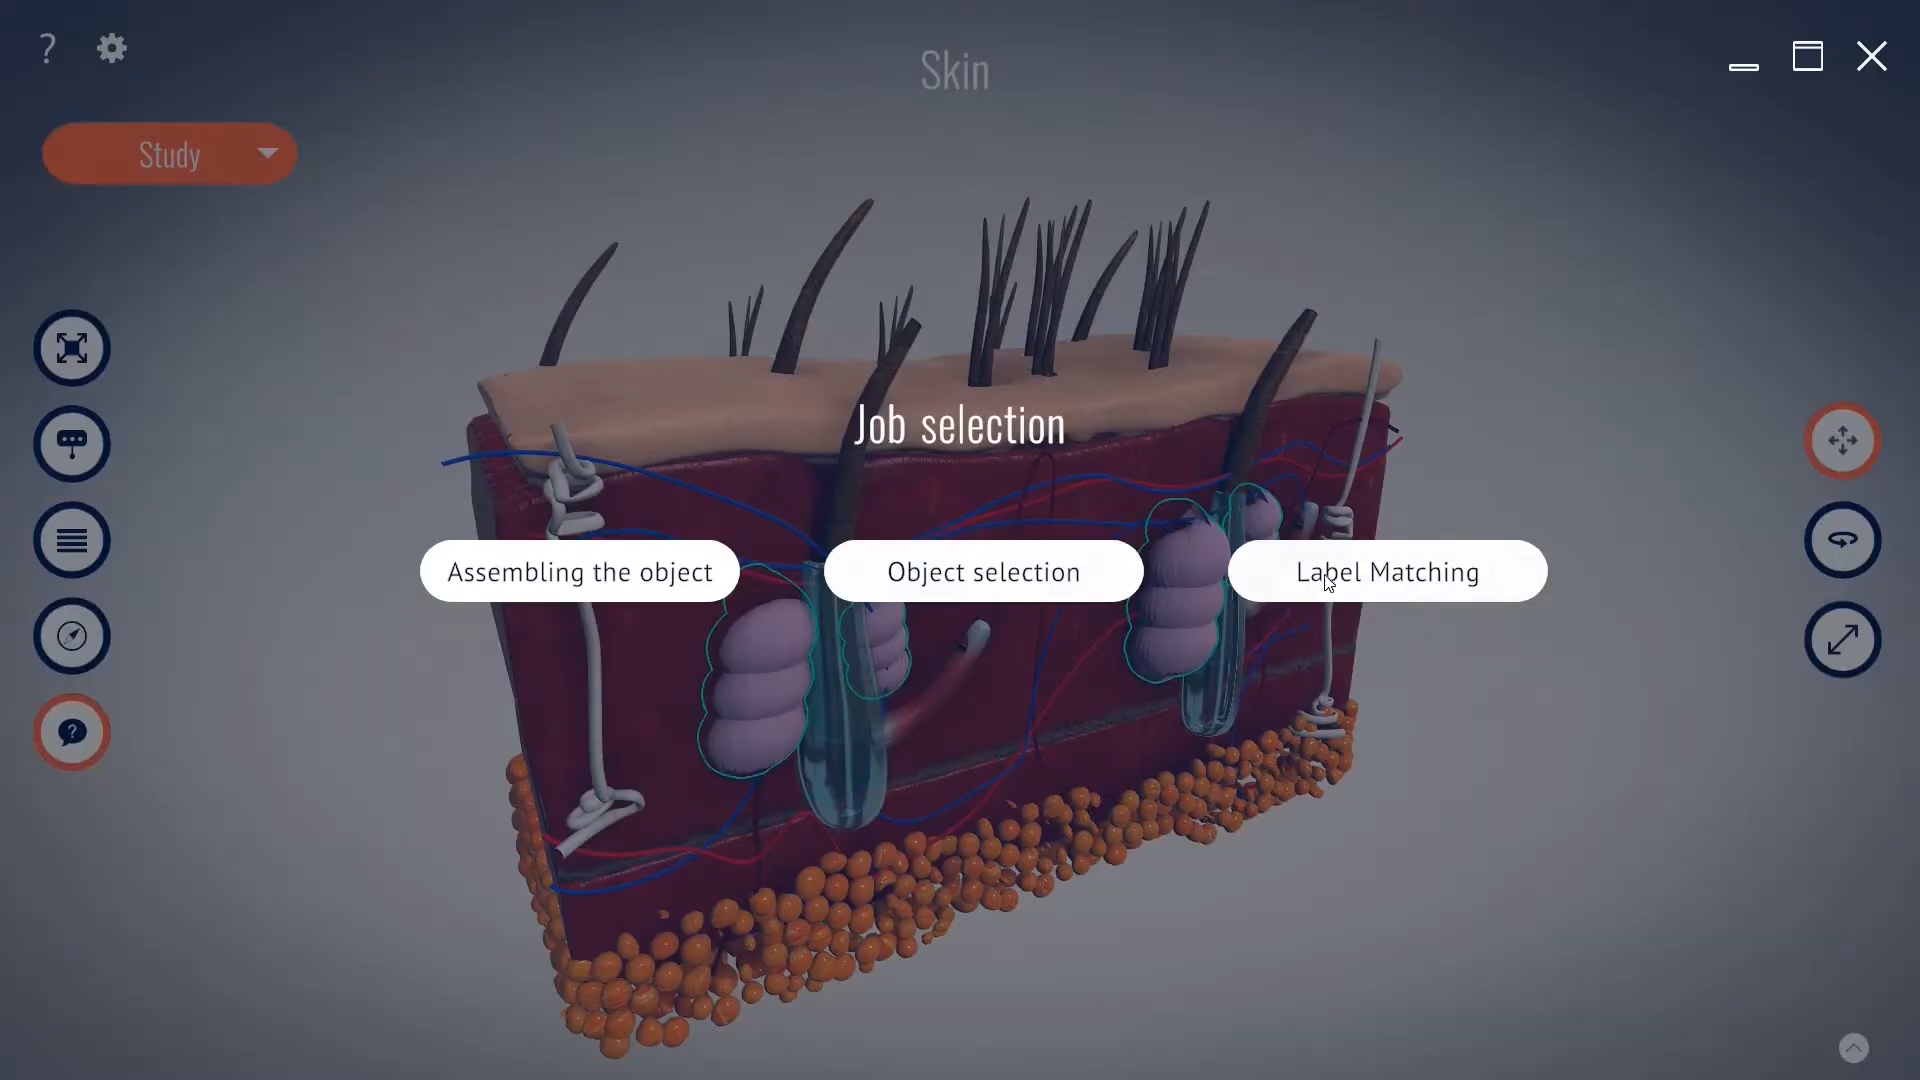 Skin
Study
Job selection
Assembling the object
Object selection
Label Matching